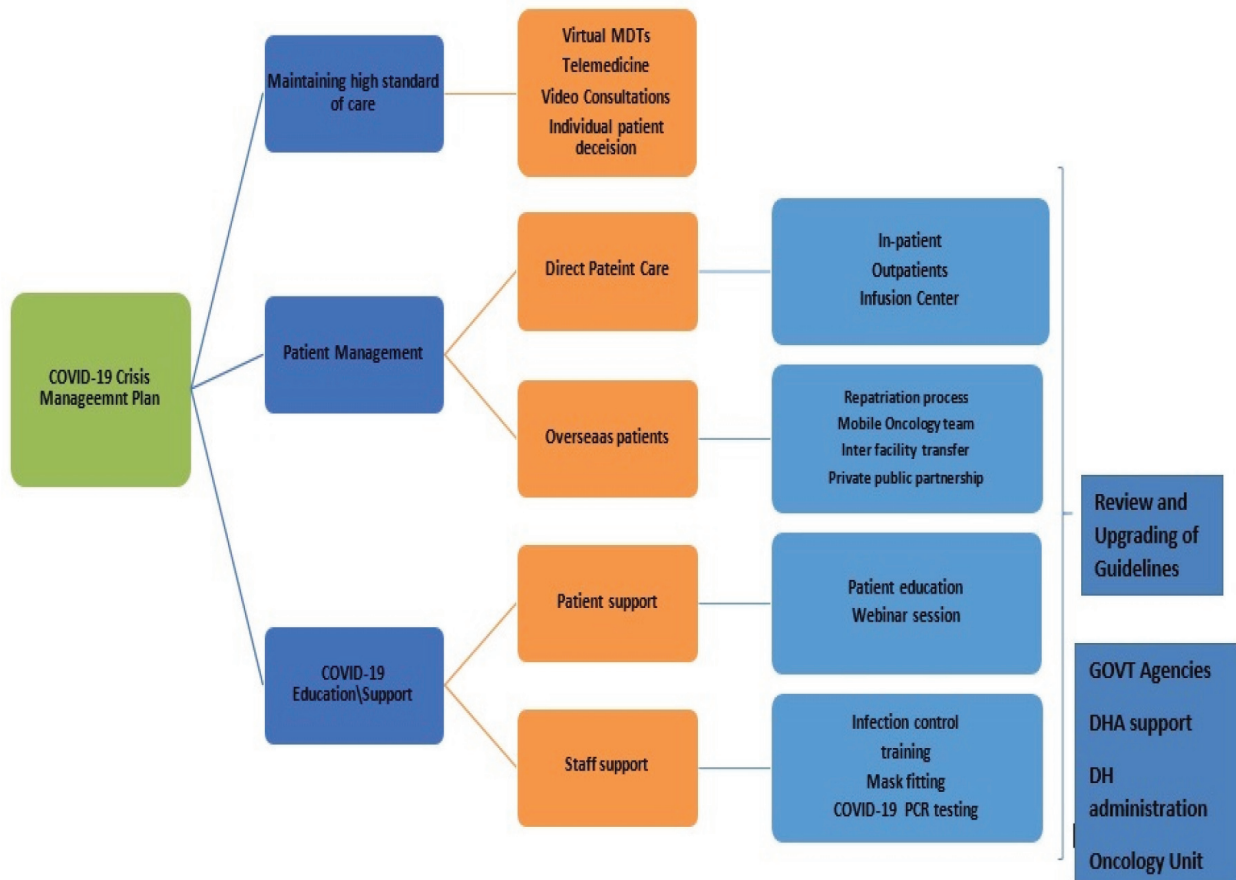 Maintaining high standard
of care
Virtual MDTs
Telemedicine
Video Consultations
Individual patient
deceision
COVID-19 Crisis
Manageemnt Plan
Patient Management
Direct Pateint Care
In-patient
Outpatients
Infusion Center
Overseaas patients
Repatriation process
Mobile Oncology team
Inter facility transfer
Private public partnership
COVID-19
Education\Support
Patient support
Patient education
Webinar session
Staff support
Infection control
training
Mask fitting
COVID-19 PCR testing
Review and
Upgrading of
Guidelines
GOVT Agencies
DHA support
DH
administration
Oncology Unit